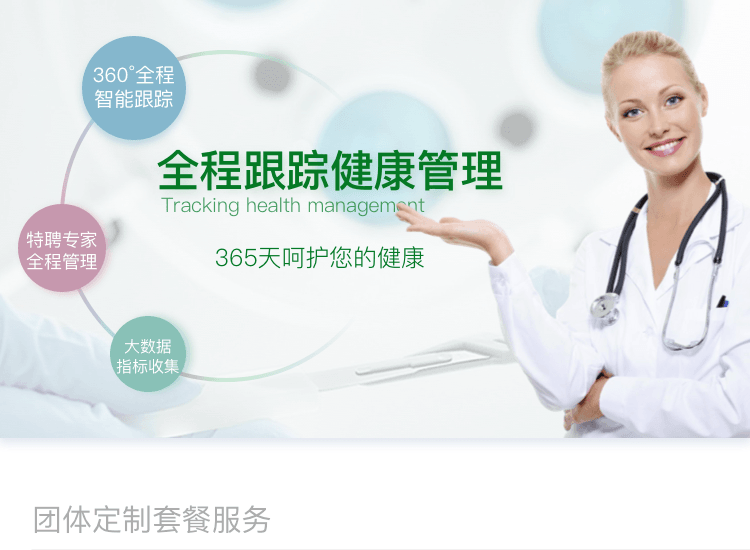 360°全程
智能跟踪
全程跟踪健康管理
Tracking health management
特聘专家
全程管理
365天呵护您的健康
大数据
指标收集
团体定制套餐服务